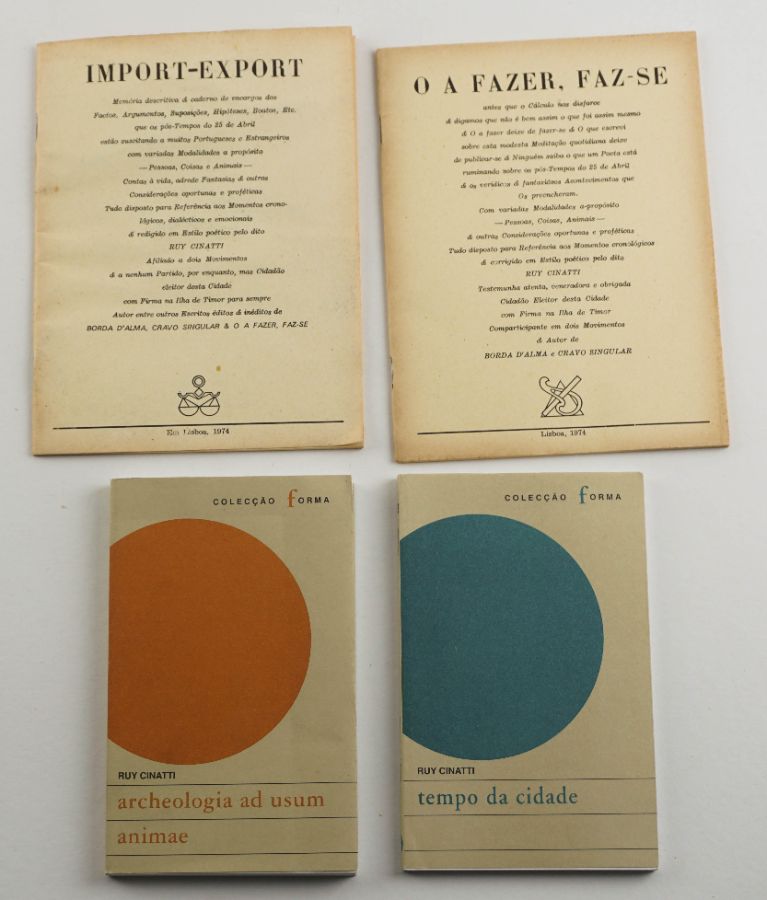 IMPORT-EXPORT
Memória descritiva & caderno de encargos dos
Factos, Argumentos, Suposições, Hipóteses, Boatos, Etc.
que os pós-Tempos do 25 de Abril
estão suscitando a muitos Portugueses e Estrangeiros
com variadas Modalidades a propósito
— Pessoas, Coisas e Animais —
Contas à vida, adrede Fantasias & outras
Considerações oportunas e proféticas
Tudo disposto para Referência aos Momentos crono-
lógicos, dialécticos e emocionais
& redigido em Estilo poético pelo dito
RUY CINATTI
Afiliado a dois Movimentos
& a nenhum Partido, por enquanto, mas Cidadão
eleitor desta Cidade
com Firma na Ilha de Timor para sempre
Autor entre outros Escritos éditos & inéditos de
BORDA D'ALMA, CRAVO SINGULAR & O A FAZER, FAZ-SE
Em Lisboa, 1974
O A FAZER, FAZ-SE
antes que o Cálculo nos disfarce
& digamos que não é bem assim o que foi assim mesmo
& O a fazer deixe de fazer-se & O que escrevi
sobre esta modesta Meditação quotidiana deixe
de publicar-se & Ninguém saiba o que um Poeta está
ruminando sobre os pós-Tempos do 25 de Abril
& os verídicos & fantasiosos Acontecimentos que
Os preencheram.
Com variadas Modalidades a-propósito
— Pessoas, Coisas, Animais —
& outras Considerações oportunas e proféticas
Tudo disposto para Referência aos Momentos cronológicos
& corrigido em Estilo poético pelo dito
RUY CINATTI
Testemunha atenta, veneradora e obrigada
Cidadão Eleitor desta Cidade
com Firma na Ilha de Timor
Comparticipante em dois Movimentos
& Autor de
BORDA D'ALMA e CRAVO SINGULAR
Lisboa, 1974
COLECÇÃO FORMA
RUY CINATTI
archeologia ad usum
animae
COLECÇÃO FORMA
RUY CINATTI
tempo da cidade